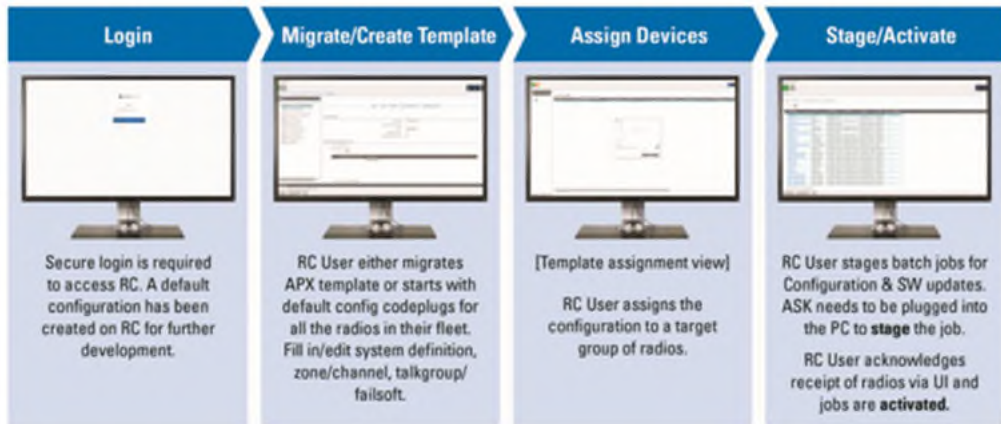 Login
Migrate/Create Template
Assign Devices
Stage/Activate
Secure login is required
to access RC. A default
configuration has been
created on RC for further
development.
RC User either migrates
APX template or starts with
default config codeplugs for
all the radios in their fleet.
Fill in/edit system definition,
zone/channel, talkgroup/
failsoft.
[Template assignment view]
RC User assigns the
configuration to a target
group of radios.
RC User stages batch jobs for
Configuration & SW updates.
ASK needs to be plugged into
the PC to stage the job.
RC User acknowledges
receipt of radios via UI and
jobs are activated.